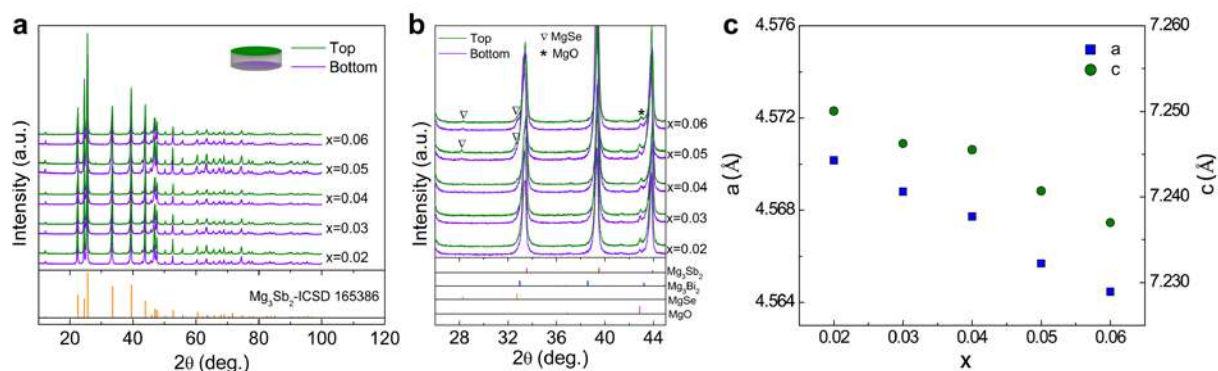 a
Top
Bottom
Intensity (a.u.)
x=0.06
x=0.05
x=0.04
x=0.03
x=0.02
Mg₃Sb₂-ICSD 165386
20 40 60 80 100 120
2θ (deg.)
b
Top
Bottom
∇ MgSe
* MgO
Intensity (a.u.)
∇ ∇ *
x=0.06
∇ ∇
x=0.05
x=0.04
x=0.03
x=0.02
Mg₃Sb₂
Mg₃Bi₂
MgSe
MgO
28 32 36 40 44
2θ (deg.)
c
a
c
4.576
4.572
4.568
4.564
a (Å)
7.260
7.250
7.240
7.230
c (Å)
0.02 0.03 0.04 0.05 0.06
x